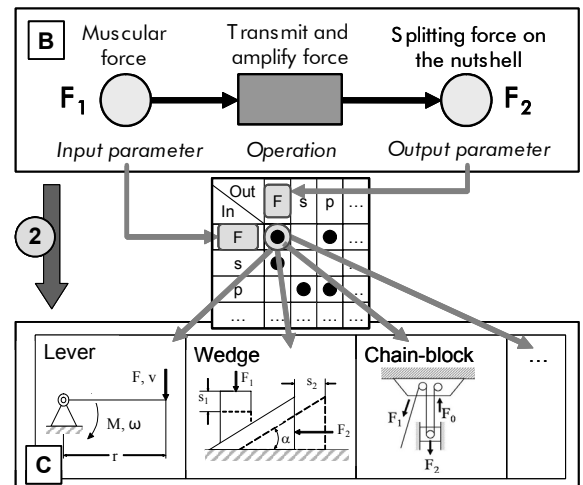 B
Muscular
force
Transmit and
amplify force
Splitting force on
the nutshell
F1
F2
Input parameter
Operation
Output parameter
2
Out
In
F s p …
F …
s …
p …
… … … …
Lever
F, v
M, ω
r
Wedge
F1
s1
s2
α
F2
Chain-block
F1
F0
F2
…
C